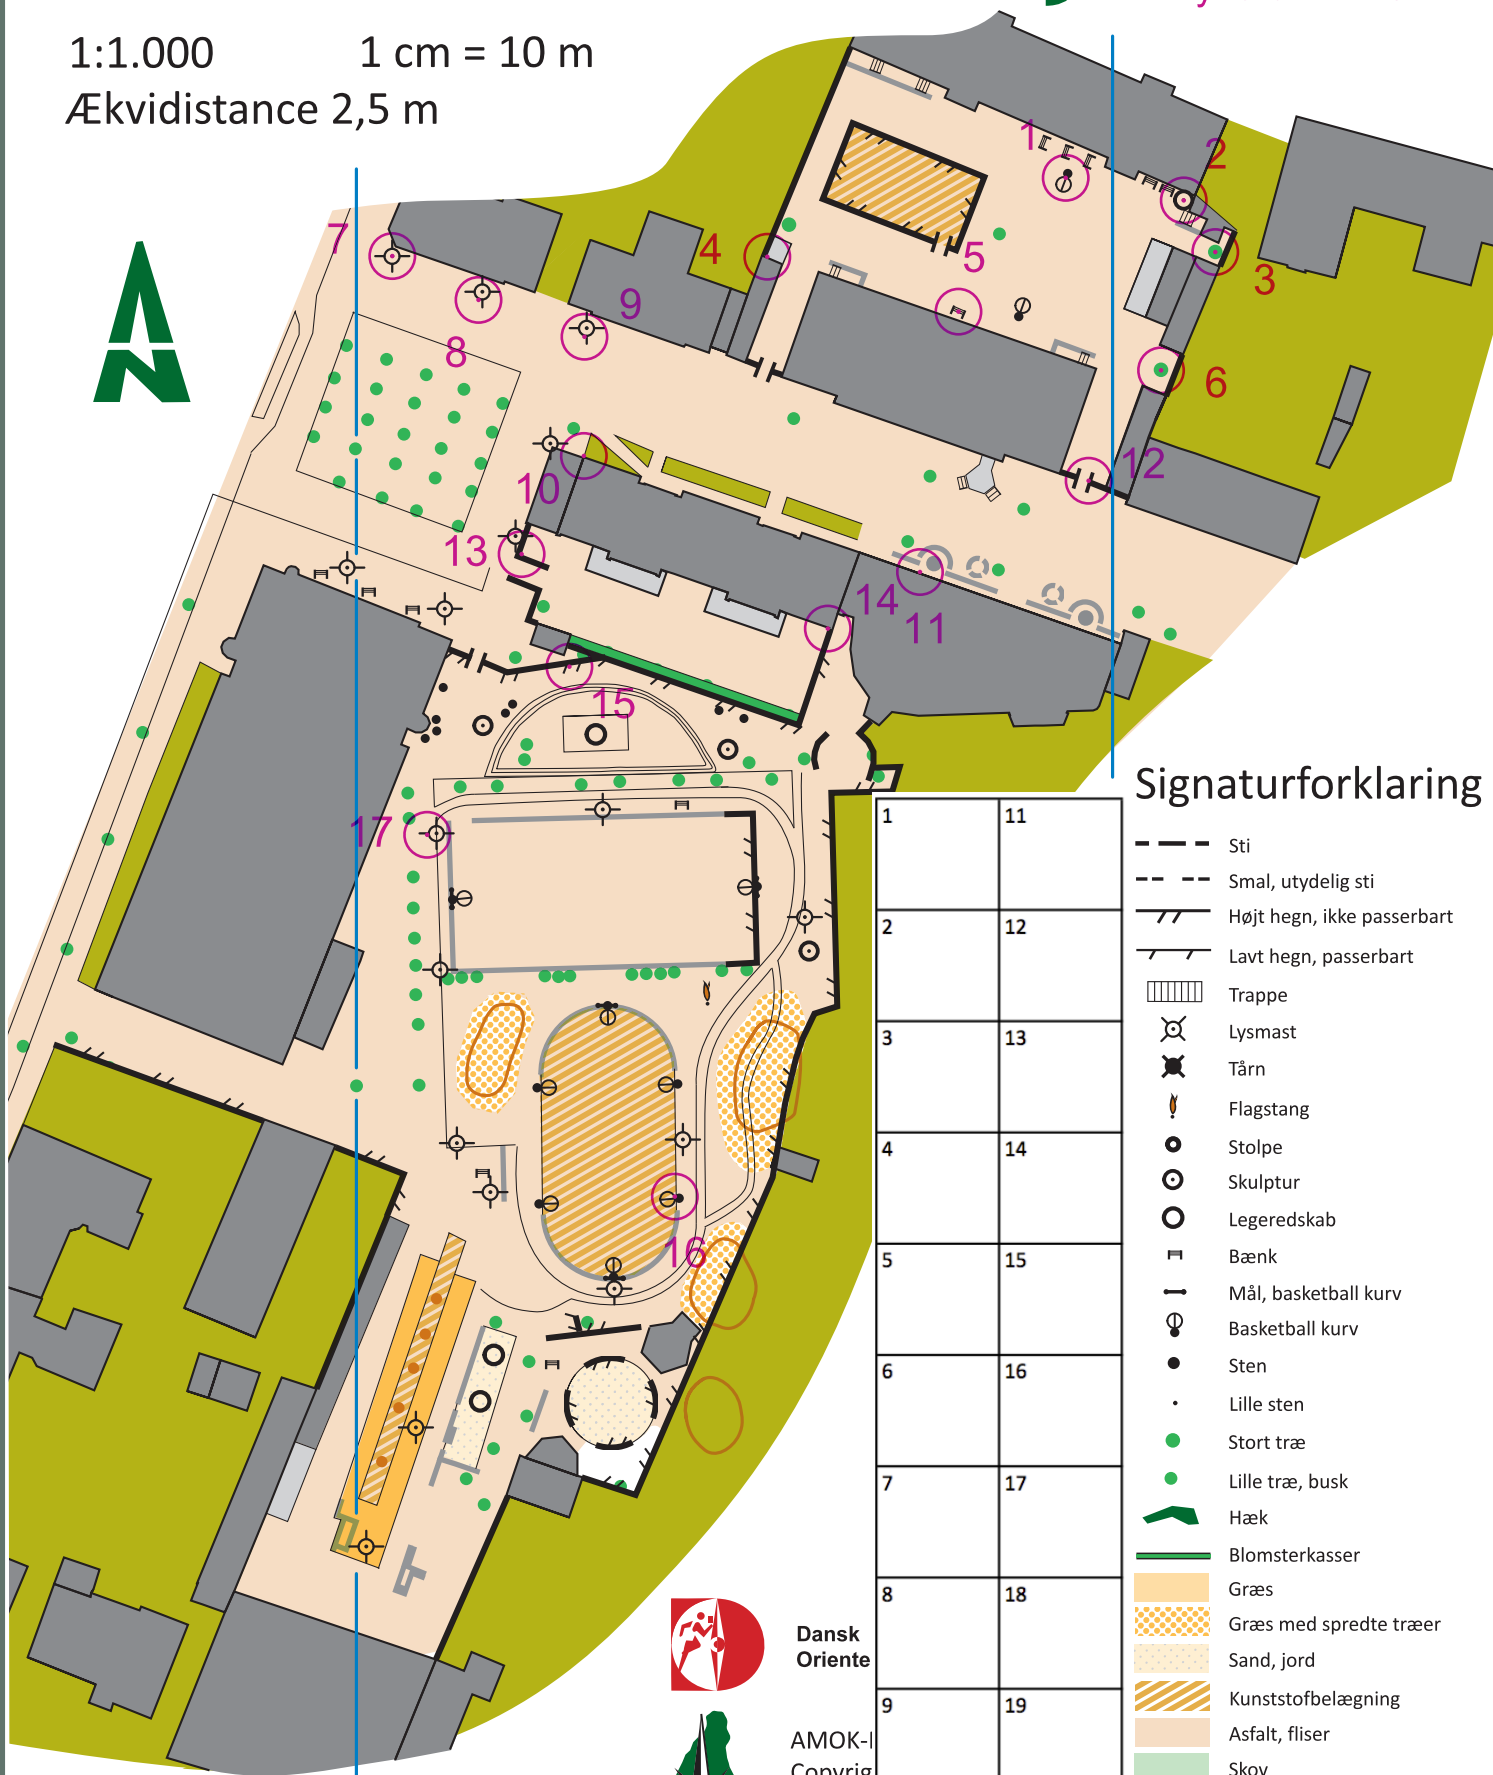 1:1.000 1 cm = 10 m
Ækvidistance 2,5 m
1
2
3
4
5
6
7
8
9
10
12
13
14
11
15
17
16
Signaturforklaring
Sti
Smal, utydelig sti
Højt hegn, ikke passerbart
Lavt hegn, passerbart
Trappe
Lysmast
Tårn
Flagstang
Stolpe
Skulptur
Legeredskab
Bænk
Mål, basketball kurv
Basketball kurv
Sten
Lille sten
Stort træ
Lille træ, busk
Hæk
Blomsterkasser
Græs
Græs med spredte træer
Sand, jord
Kunststofbelægning
Asfalt, fliser
Skov
1 11
2 12
3 13
4 14
5 15
6 16
7 17
8 18
9 19
Dansk
Oriente
AMOK-
Copyrig